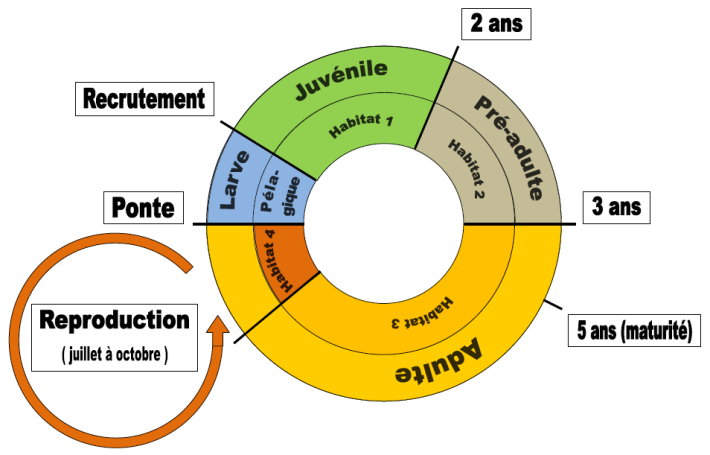 2 ans
Juvénile
Recrutement
Habitat 1
Pré-adulte
Habitat 2
Larve
Péla-
gique
Ponte
3 ans
Habitat 4
Reproduction
( juillet à octobre )
Habitat 3
5 ans (maturité)
Adulte